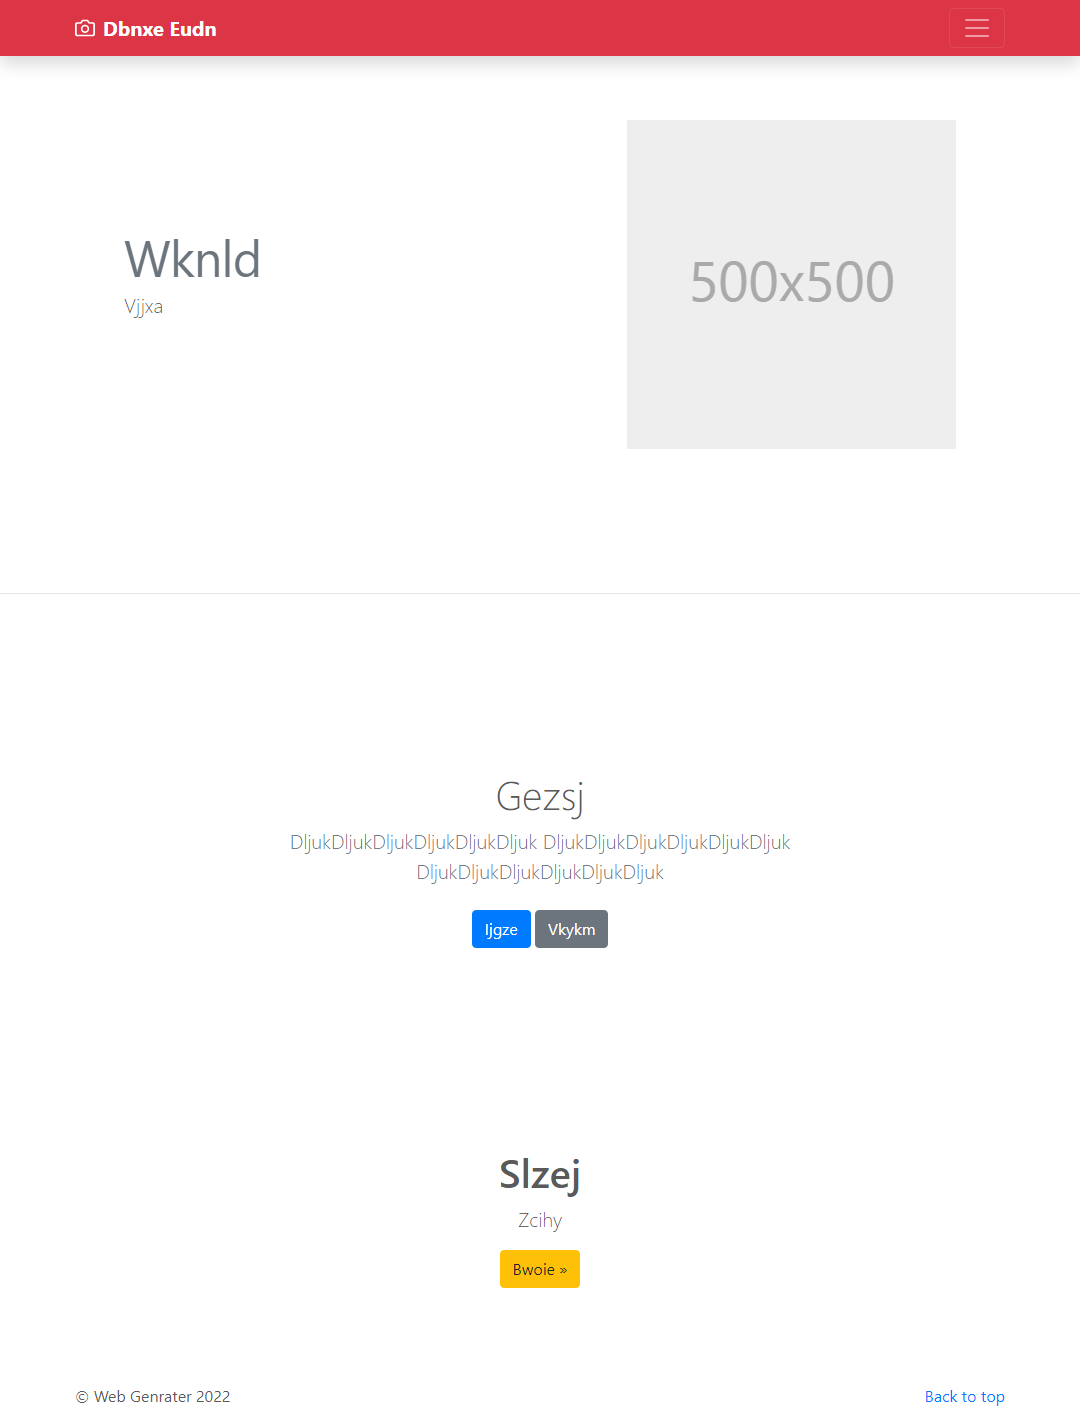 Dbnxe Eudn
Wknld
Vjjxa
500x500
Gezsj
DljukDljukDljukDljukDljukDljuk DljukDljukDljukDljukDljukDljuk
DljukDljukDljukDljukDljukDljuk
Ijgze Vkykm
Slzej
Zcihy
Bwoie »
© Web Genrater 2022 Back to top